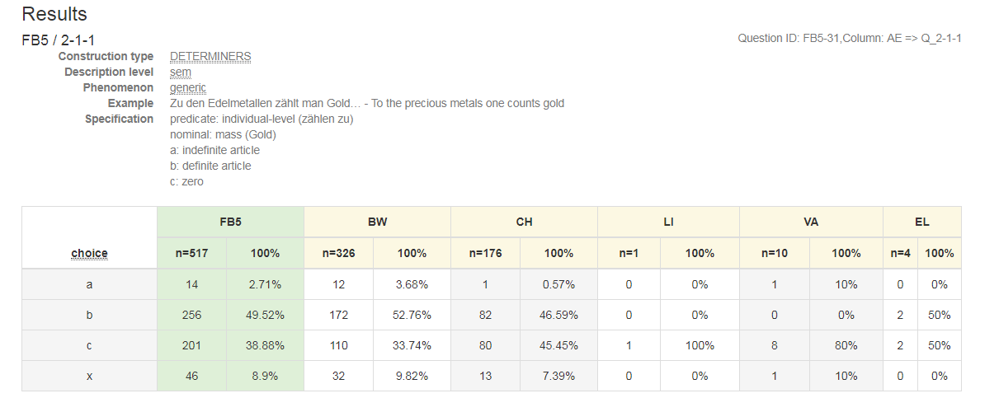 Results
FB5 / 2-1-1
Question ID: FB5-31,Column: AE => Q_2-1-1
Construction type DETERMINERS
Description level sem
Phenomenon generic
Example Zu den Edelmetallen zählt man Gold… - To the precious metals one counts gold
Specification predicate: individual-level (zählen zu)
nominal: mass (Gold)
a: indefinite article
b: definite article
c: zero
FB5 BW CH LI VA EL
choice n=517 100% n=326 100% n=176 100% n=1 100% n=10 100% n=4 100%
a 14 2.71% 12 3.68% 1 0.57% 0 0% 1 10% 0 0%
b 256 49.52% 172 52.76% 82 46.59% 0 0% 0 0% 2 50%
c 201 38.88% 110 33.74% 80 45.45% 1 100% 8 80% 2 50%
x 46 8.9% 32 9.82% 13 7.39% 0 0% 1 10% 0 0%